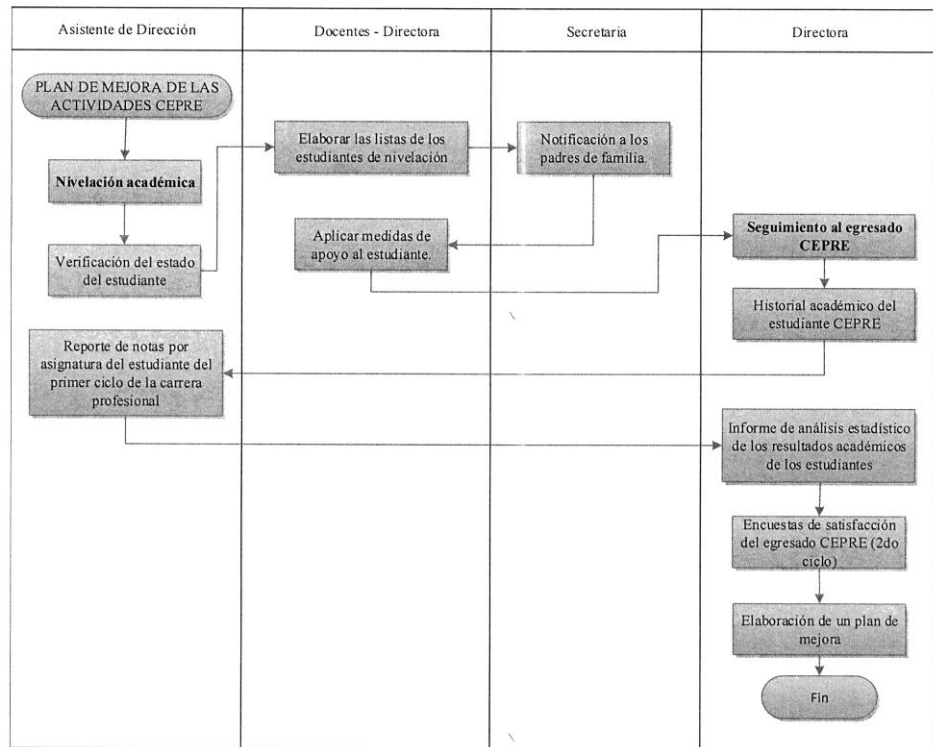 Asistente de Dirección
Docentes - Directora
Secretaria
Directora
PLAN DE MEJORA DE LAS
ACTIVIDADES CEPRE
Nivelación académica
Verificación del estado
del estudiante
Elaborar las listas de los
estudiantes de nivelación
Notificación a los
padres de familia.
Aplicar medidas de
apoyo al estudiante.
Seguimiento al egresado
CEPRE
Historial académico del
estudiante CEPRE
Reporte de notas por
asignatura del estudiante del
primer ciclo de la carrera
profesional
Informe de análisis estadístico
de los resultados académicos
de los estudiantes
Encuestas de satisfacción
del egresado CEPRE (2do
ciclo)
Elaboración de un plan de
mejora
Fin